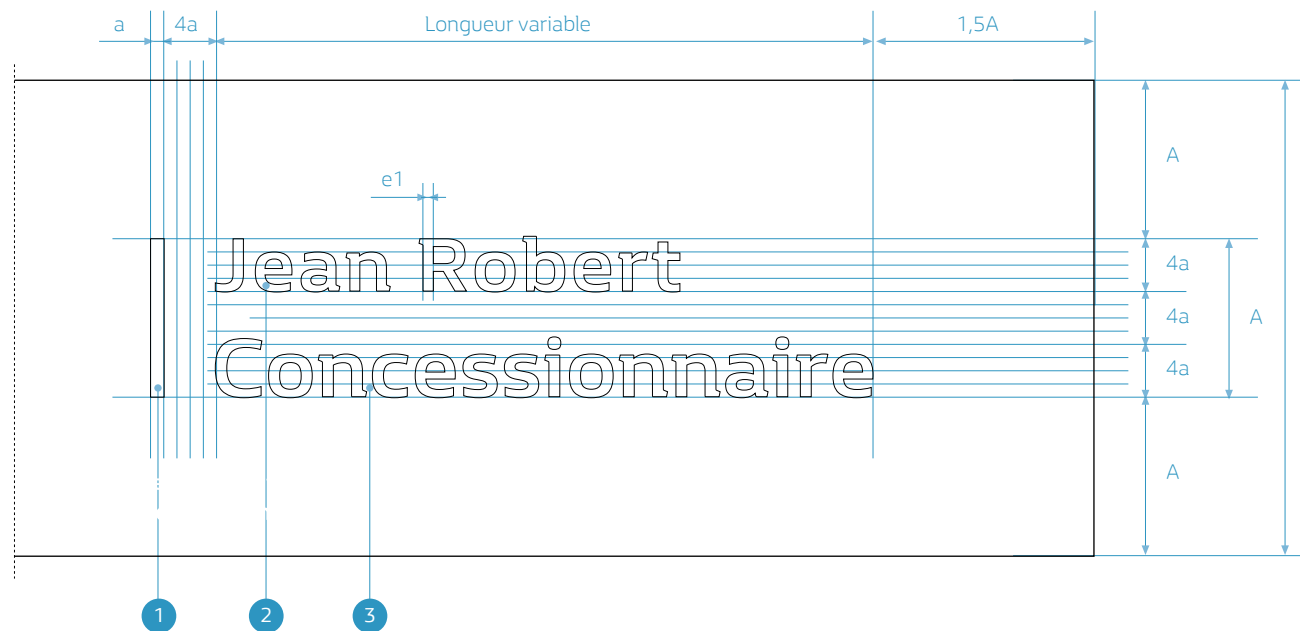 a 4a Longueur variable 1,5A
A
e1
Jean Robert
4a
4a A
Concessionnaire
4a
A
1 2 3